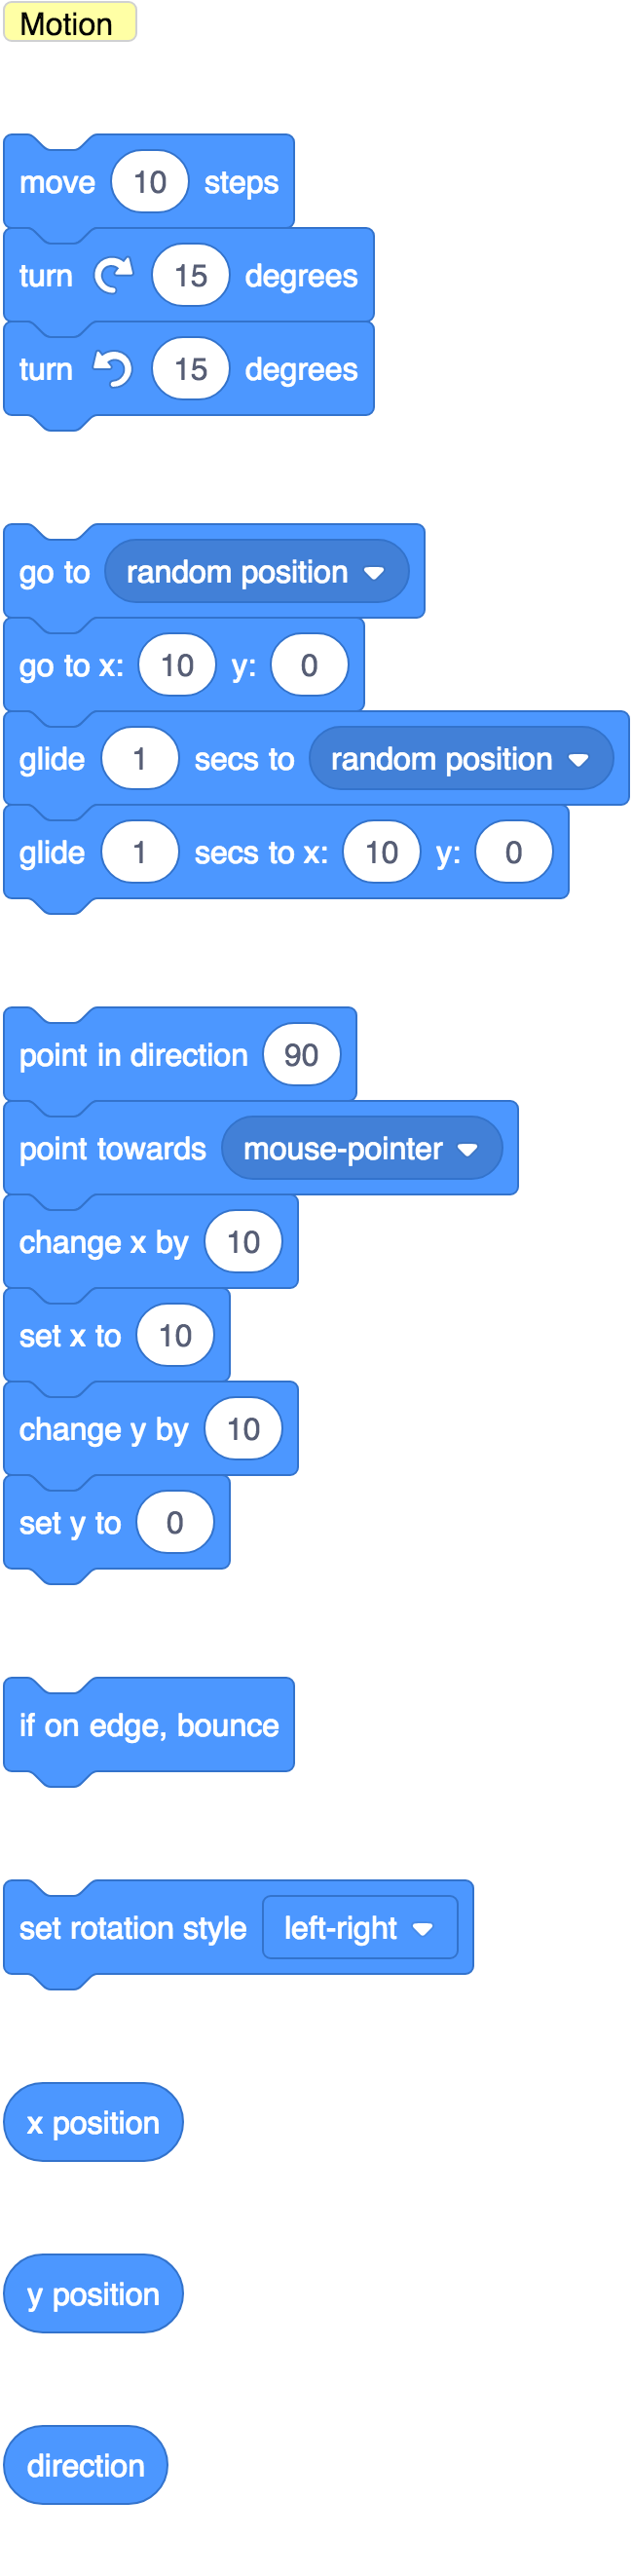 Motion
move 10 steps
turn 15 degrees
turn 15 degrees
go to random position
go to x: 10 y: 0
glide 1 secs to random position
glide 1 secs to x: 10 y: 0
point in direction 90
point towards mouse-pointer
change x by 10
set x to 10
change y by 10
set y to 0
if on edge, bounce
set rotation style left-right
x position
y position
direction